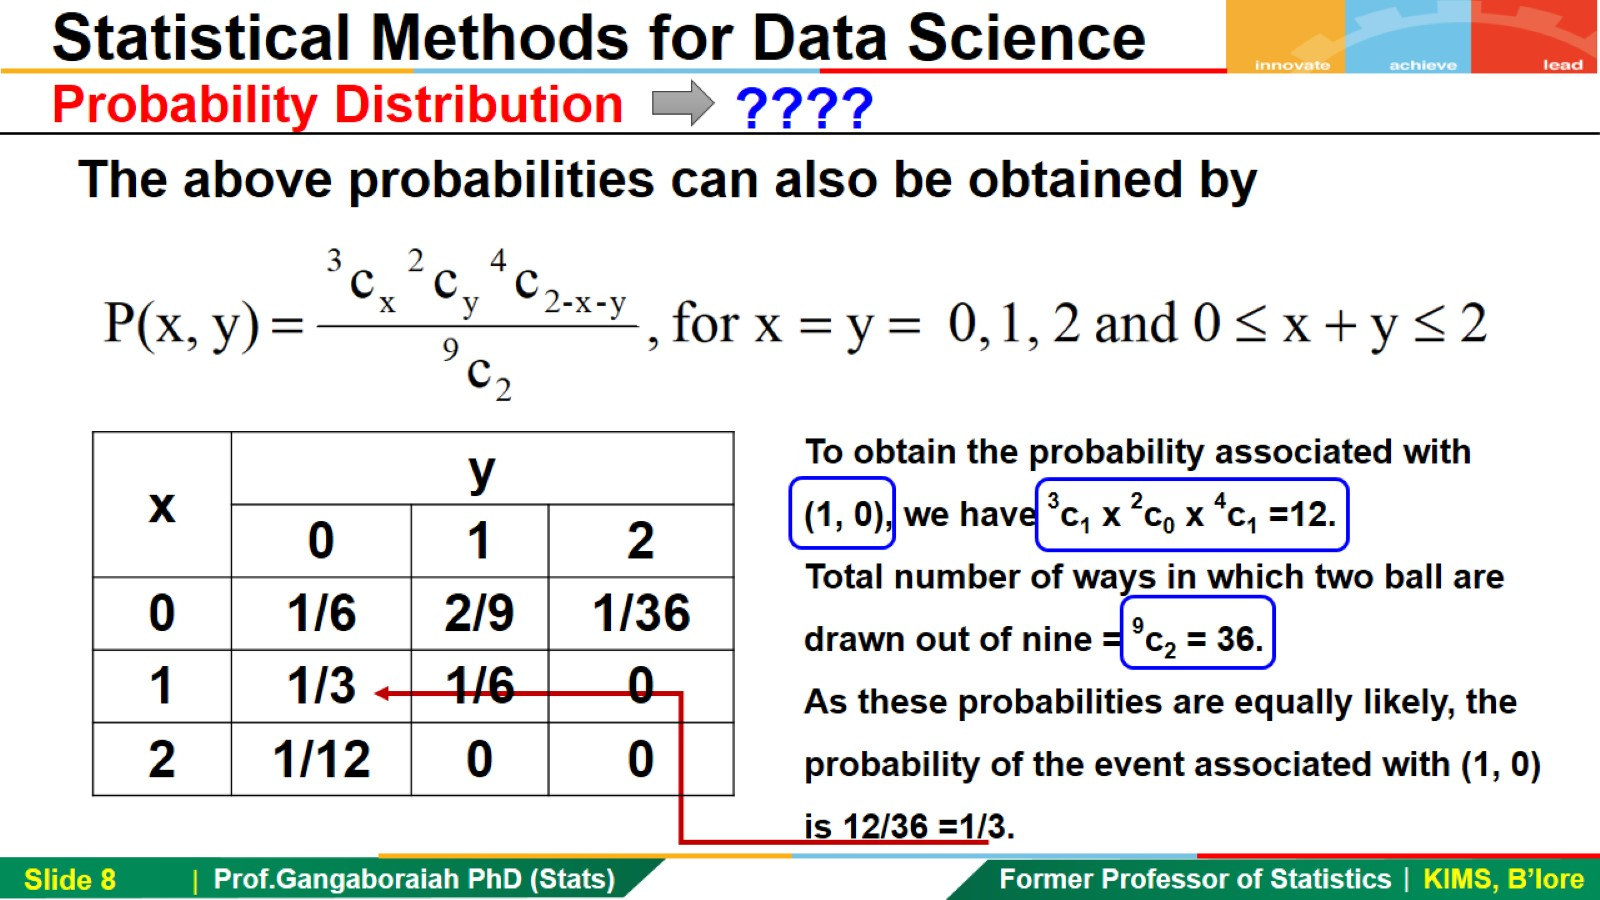 Statistical Methods for Data Science
innovate achieve lead
Probability Distribution ????
The above probabilities can also be obtained by
P(x, y) = ³cₓ ²c_y ⁴c₂₋ₓ₋y / ⁹c₂ , for x = y = 0, 1, 2 and 0 ≤ x + y ≤ 2
x y
0 1 2
0 1/6 2/9 1/36
1 1/3 1/6 0
2 1/12 0 0
To obtain the probability associated with
(1, 0), we have ³c₁ x ²c₀ x ⁴c₁ =12.
Total number of ways in which two ball are
drawn out of nine = ⁹c₂ = 36.
As these probabilities are equally likely, the
probability of the event associated with (1, 0)
is 12/36 =1/3.
Slide 8 | Prof.Gangaboraiah PhD (Stats) Former Professor of Statistics | KIMS, B’lore